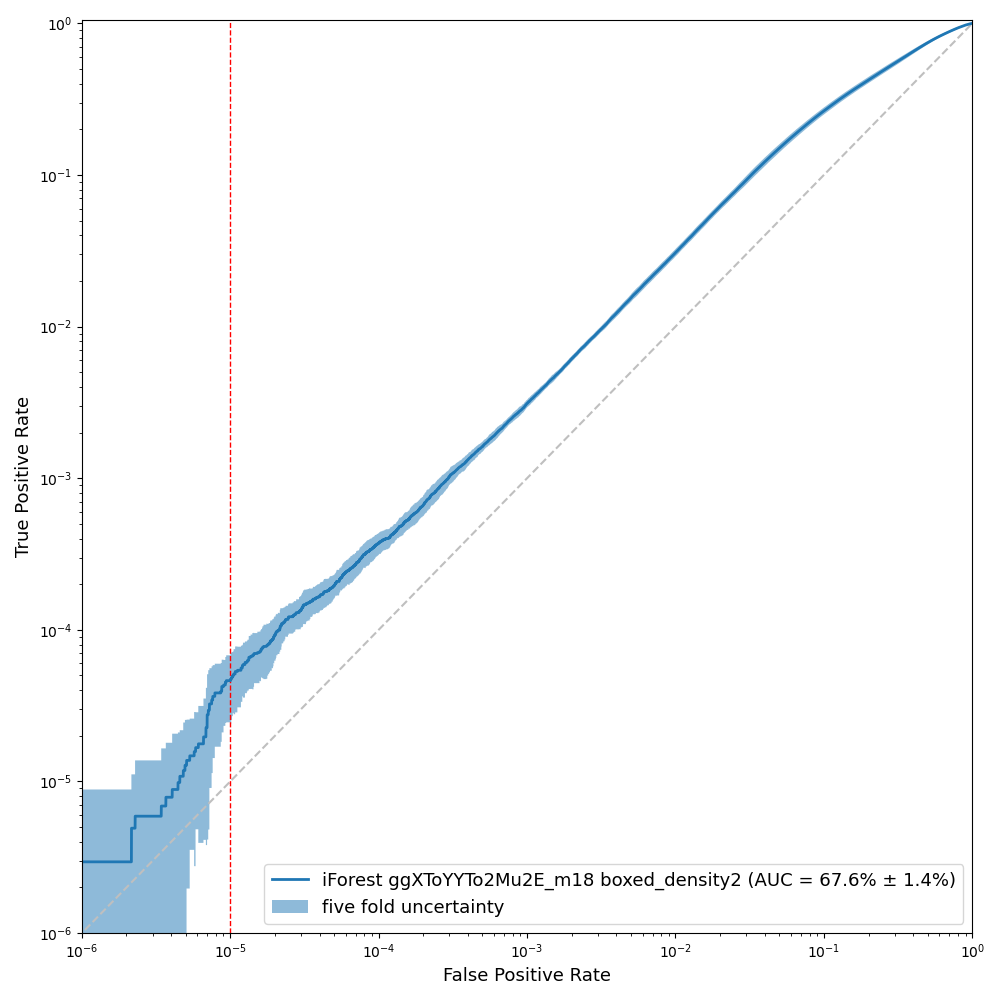 10⁰
10⁻¹
10⁻²
10⁻³
10⁻⁴
10⁻⁵
10⁻⁶
True Positive Rate
iForest ggXToYYTo2Mu2E_m18 boxed_density2 (AUC = 67.6% ± 1.4%)
five fold uncertainty
10⁻⁶ 10⁻⁵ 10⁻⁴ 10⁻³ 10⁻² 10⁻¹ 10⁰
False Positive Rate